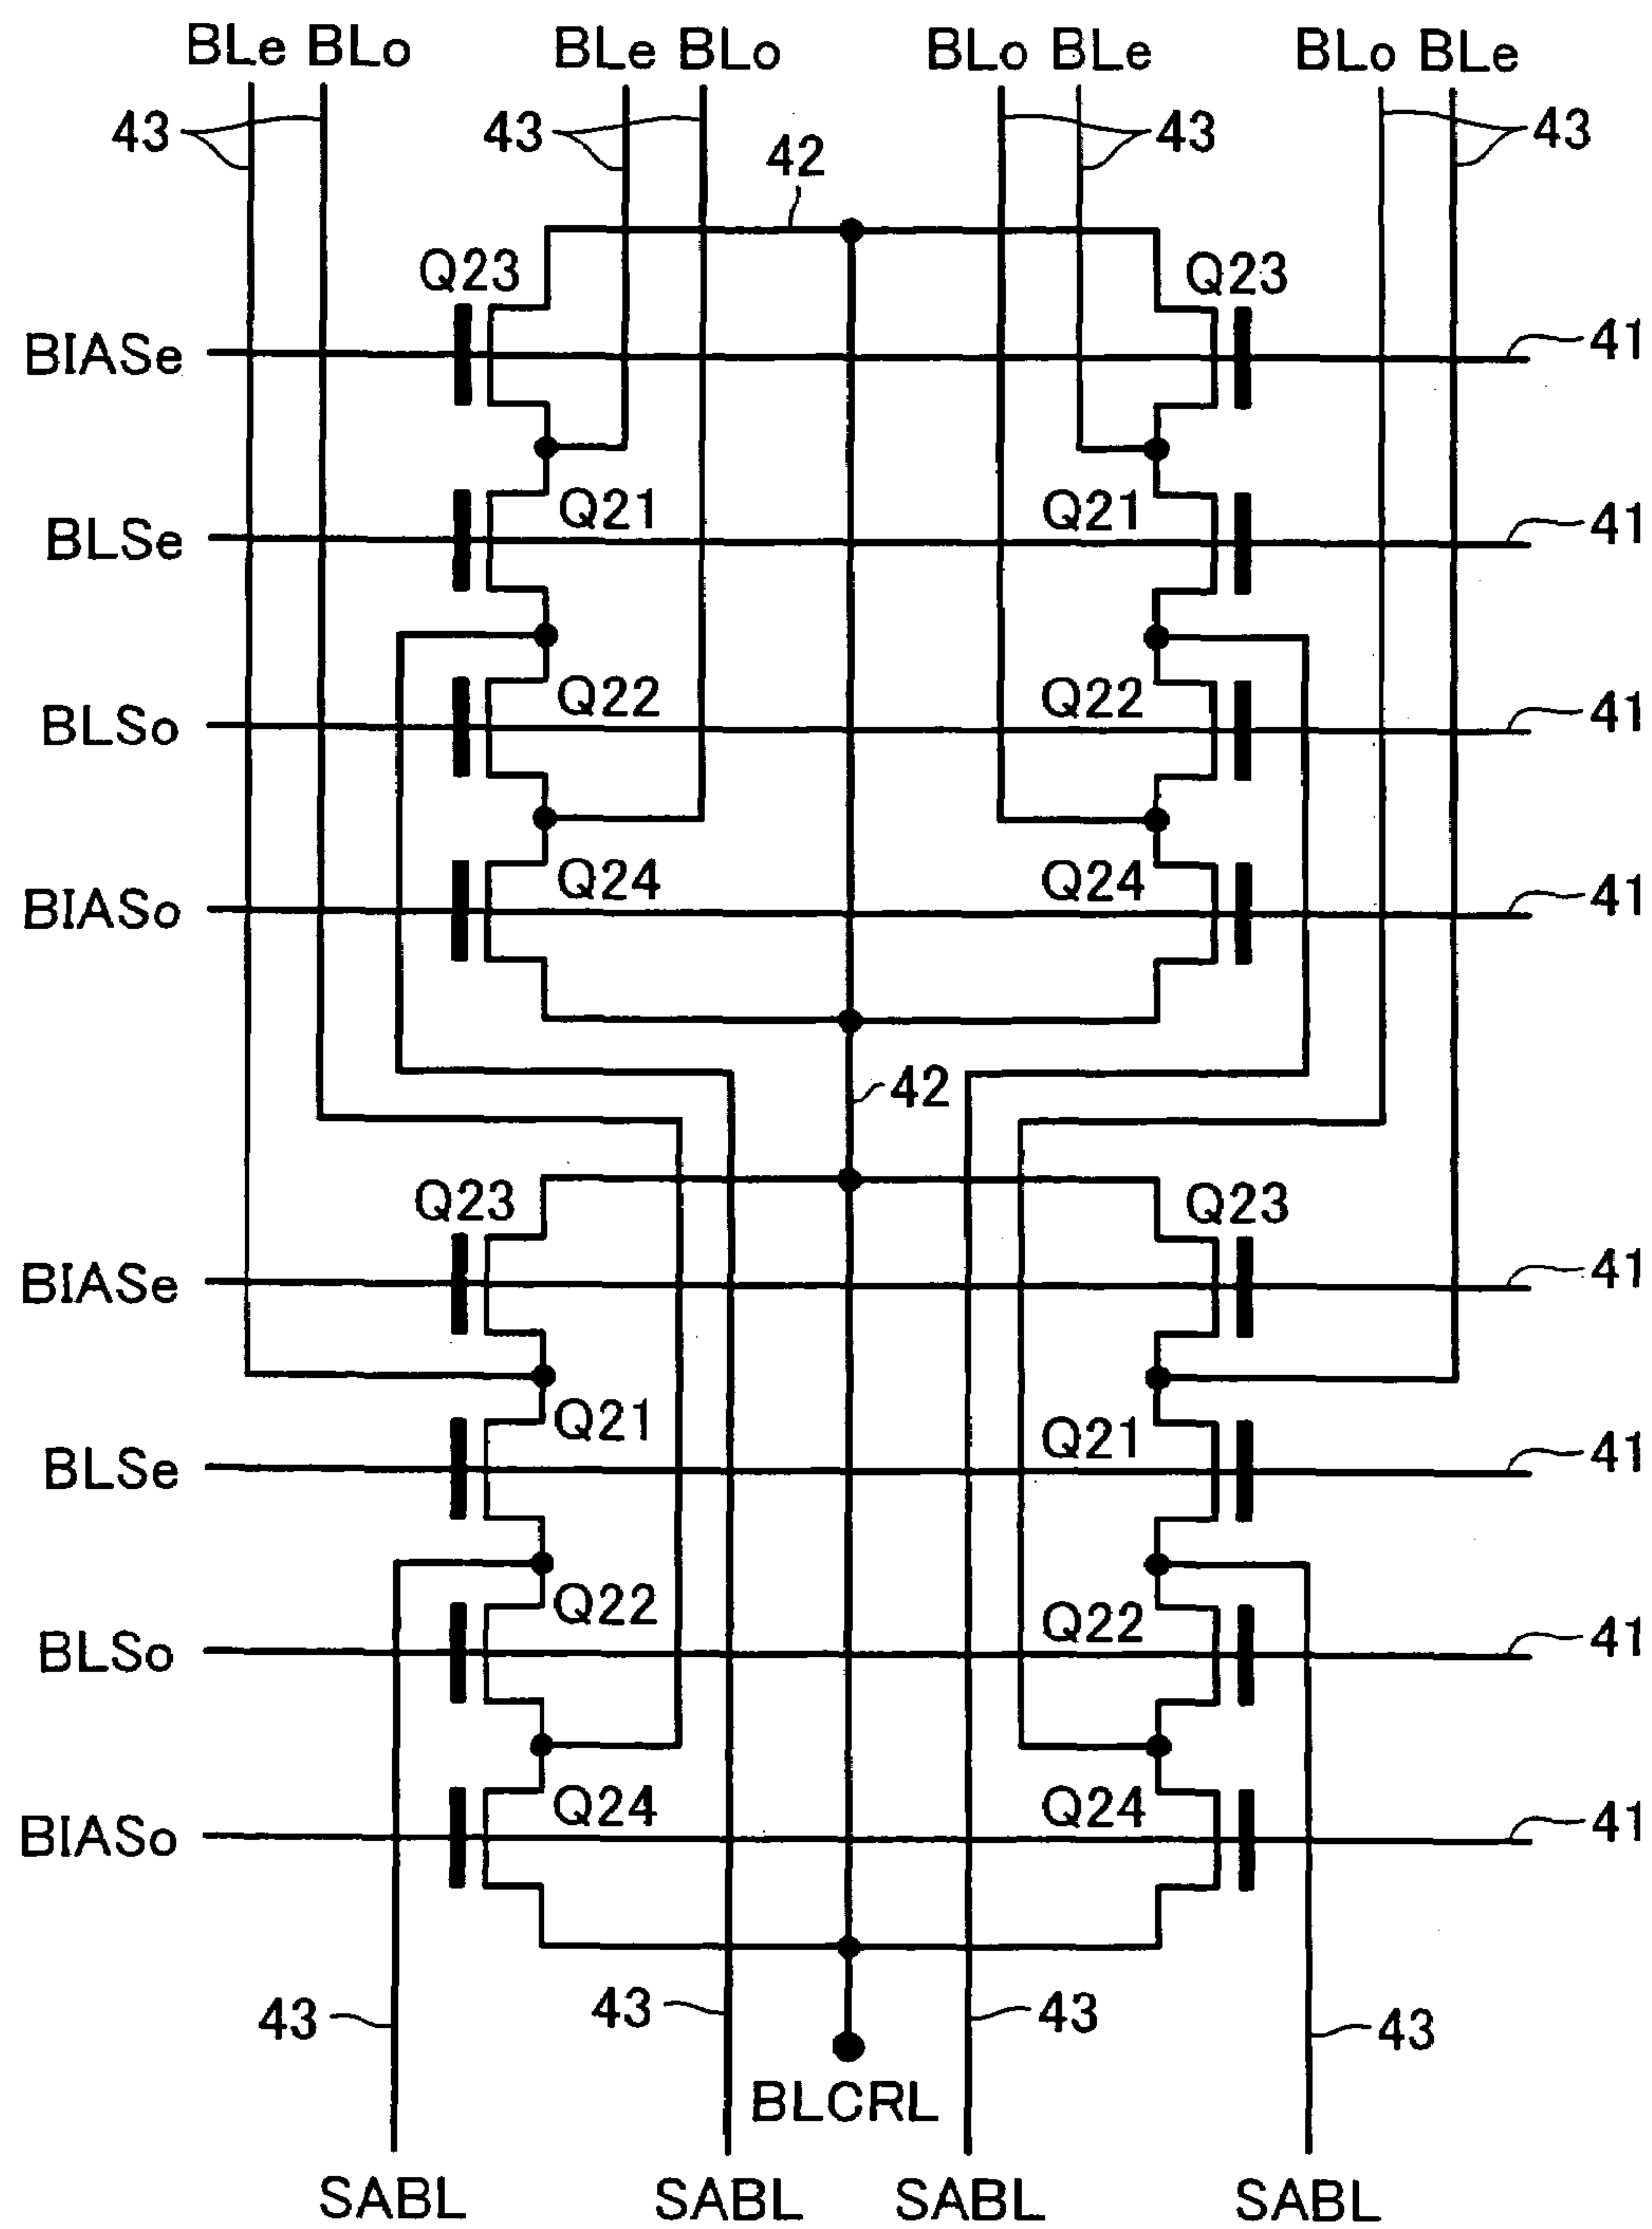 BLe BLo BLe BLo BLo BLe BLo BLe
43 43 42 43 43
Q23 Q23
BIASe 41
BLSe Q21 Q21 41
BLSo Q22 Q22 41
BIASo Q24 Q24 41
42
Q23 Q23
BIASe 41
BLSe Q21 Q21 41
BLSo Q22 Q22 41
BIASo Q24 Q24 41
43 43 43 43
BLCRL
SABL SABL SABL SABL